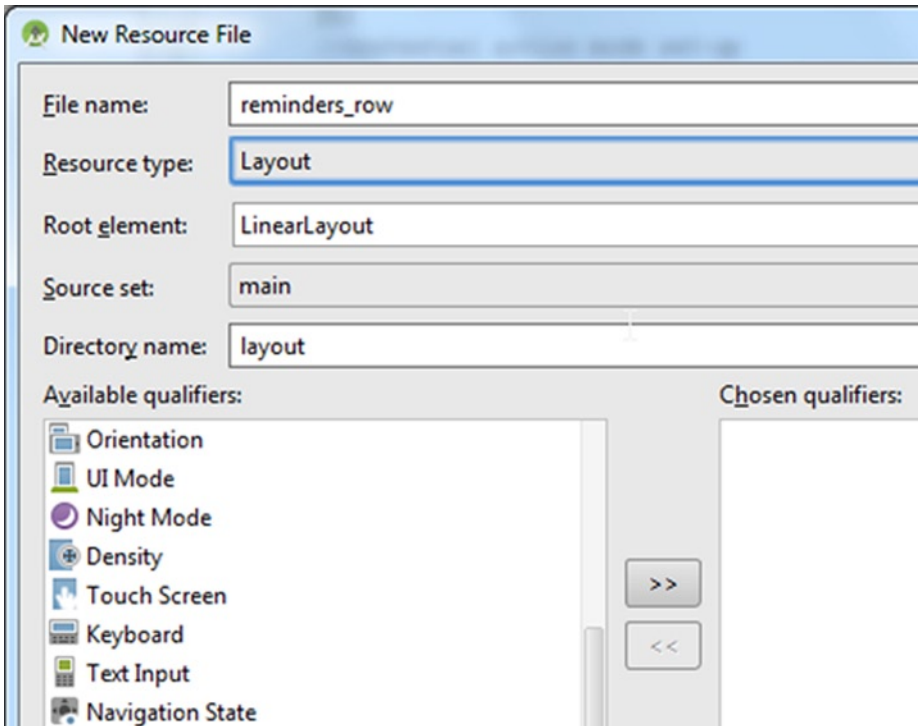 New Resource File
File name: reminders_row
Resource type: Layout
Root element: LinearLayout
Source set: main
Directory name: layout
Available qualifiers:
Chosen qualifiers:
Orientation
UI Mode
Night Mode
Density
Touch Screen
Keyboard
Text Input
Navigation State
>>
<<